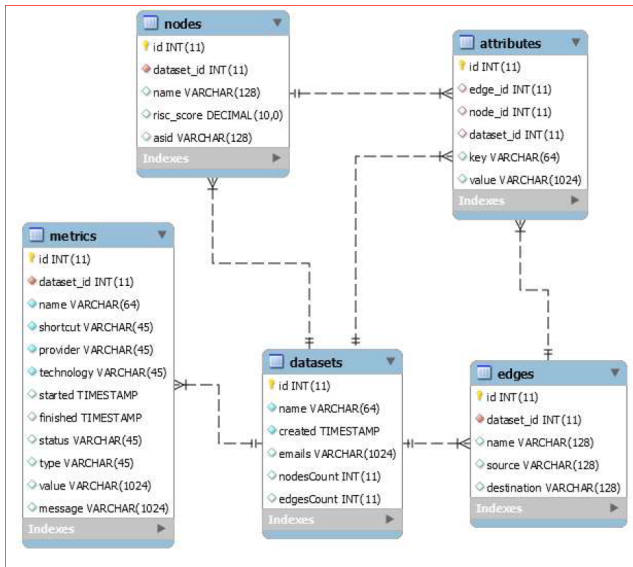 nodes
id INT(11)
dataset_id INT(11)
name VARCHAR(128)
risc_score DECIMAL(10,0)
asid VARCHAR(128)
Indexes
attributes
id INT(11)
edge_id INT(11)
node_id INT(11)
dataset_id INT(11)
key VARCHAR(64)
value VARCHAR(1024)
Indexes
metrics
id INT(11)
dataset_id INT(11)
name VARCHAR(64)
shortcut VARCHAR(45)
provider VARCHAR(45)
technology VARCHAR(45)
started TIMESTAMP
finished TIMESTAMP
status VARCHAR(45)
type VARCHAR(45)
value VARCHAR(1024)
message VARCHAR(1024)
Indexes
datasets
id INT(11)
name VARCHAR(64)
created TIMESTAMP
emails VARCHAR(1024)
nodesCount INT(11)
edgesCount INT(11)
Indexes
edges
id INT(11)
dataset_id INT(11)
name VARCHAR(128)
source VARCHAR(128)
destination VARCHAR(128)
Indexes